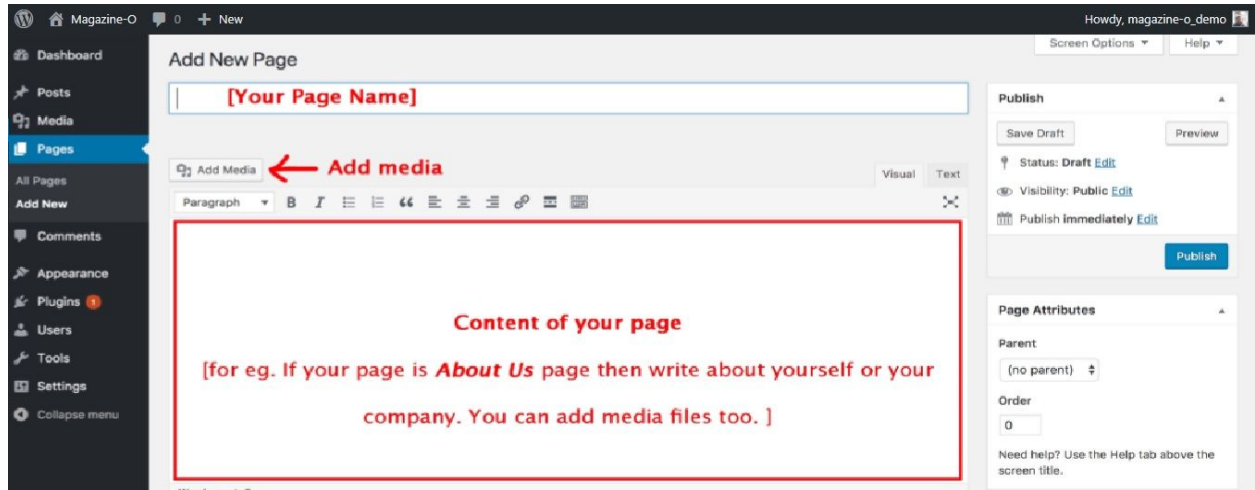 Magazine-O 0 + New Howdy, magazine-o_demo
Screen Options Help
Dashboard
Posts
Media
Pages
All Pages
Add New
Comments
Appearance
Plugins 1
Users
Tools
Settings
Collapse menu
Add New Page
[Your Page Name]
Add Media Add media
Visual Text
Paragraph B I
Content of your page
[for eg. If your page is About Us page then write about yourself or your
company. You can add media files too. ]
Publish
Save Draft Preview
Status: Draft Edit
Visibility: Public Edit
Publish immediately Edit
Publish
Page Attributes
Parent
(no parent)
Order
0
Need help? Use the Help tab above the
screen title.